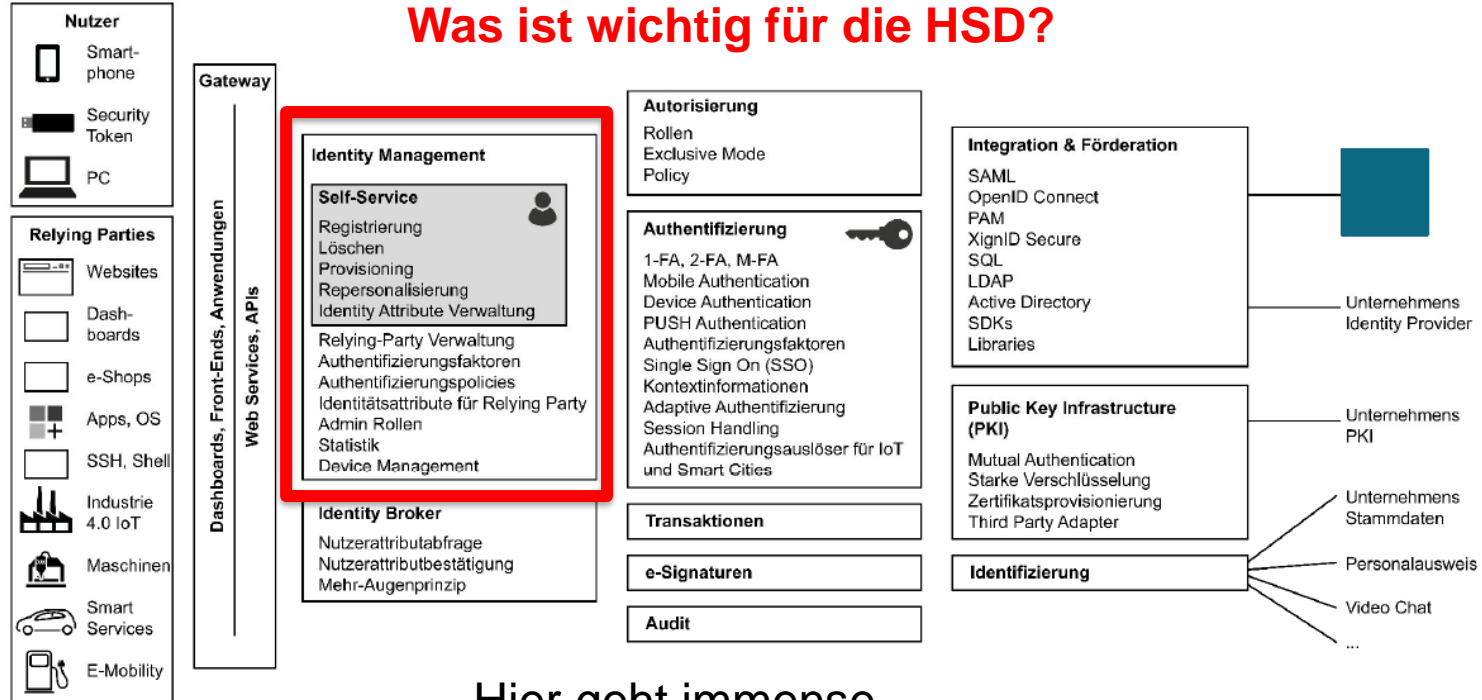 Was ist wichtig für die HSD?
Nutzer
Smart-
phone
Security
Token
PC
Relying Parties
Websites
Dash-
boards
e-Shops
Apps, OS
SSH, Shell
Industrie
4.0 IoT
Maschinen
Smart
Services
E-Mobility
Gateway
Dashboards, Front-Ends, Anwendungen
Web Services, APIs
Identity Management
Self-Service
Registrierung
Löschen
Provisioning
Repersonalisierung
Identity Attribute Verwaltung
Relying-Party Verwaltung
Authentifizierungsfaktoren
Authentifizierungspolicies
Identitätsattribute für Relying Party
Admin Rollen
Statistik
Device Management
Identity Broker
Nutzerattributabfrage
Nutzerattributbestätigung
Mehr-Augenprinzip
Autorisierung
Rollen
Exclusive Mode
Policy
Authentifizierung
1-FA, 2-FA, M-FA
Mobile Authentication
Device Authentication
PUSH Authentication
Authentifizierungsfaktoren
Single Sign On (SSO)
Kontextinformationen
Adaptive Authentifizierung
Session Handling
Authentifizierungsauslöser für IoT
und Smart Cities
Transaktionen
e-Signaturen
Audit
Integration & Förderation
SAML
OpenID Connect
PAM
XignID Secure
SQL
LDAP
Active Directory
SDKs
Libraries
Public Key Infrastructure
(PKI)
Mutual Authentication
Starke Verschlüsselung
Zertifikatsprovisionierung
Third Party Adapter
Identifizierung
Unternehmens
Identity Provider
Unternehmens
PKI
Unternehmens
Stammdaten
Personalausweis
Video Chat
...
Hier geht immense